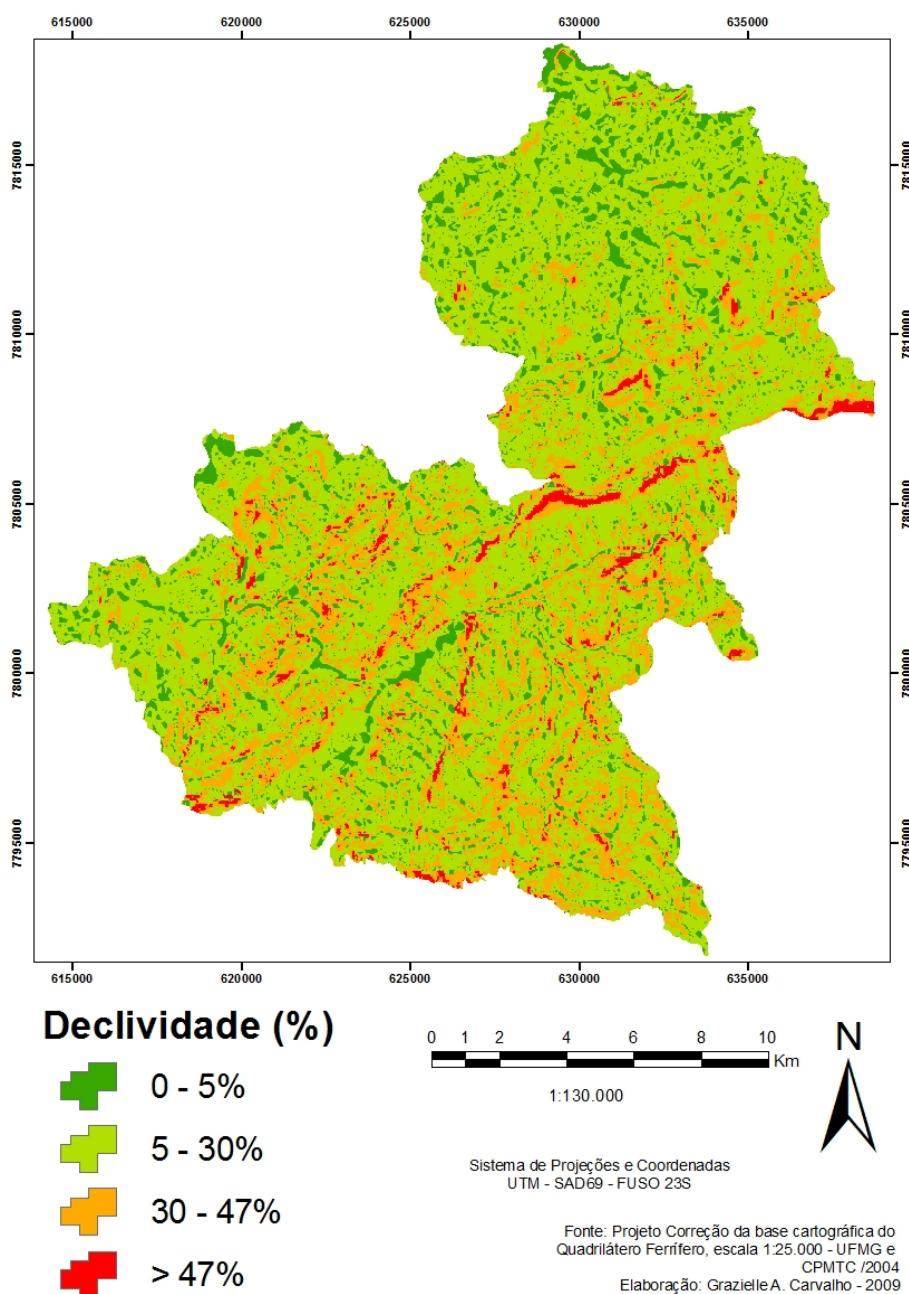 615000 620000 625000 630000 635000
7815000 7815000
7810000 7810000
7805000 7805000
7800000 7800000
7795000 7795000
615000 620000 625000 630000 635000
Declividade (%)
0 - 5%
5 - 30%
30 - 47%
> 47%
0 1 2 4 6 8 10
Km
1:130.000
N
Sistema de Projeções e Coordenadas
UTM - SAD69 - FUSO 23S
Fonte: Projeto Correção da base cartográfica do
Quadrilátero Ferrífero, escala 1:25.000 - UFMG e
CPMTC /2004
Elaboração: Grazielle A. Carvalho - 2009